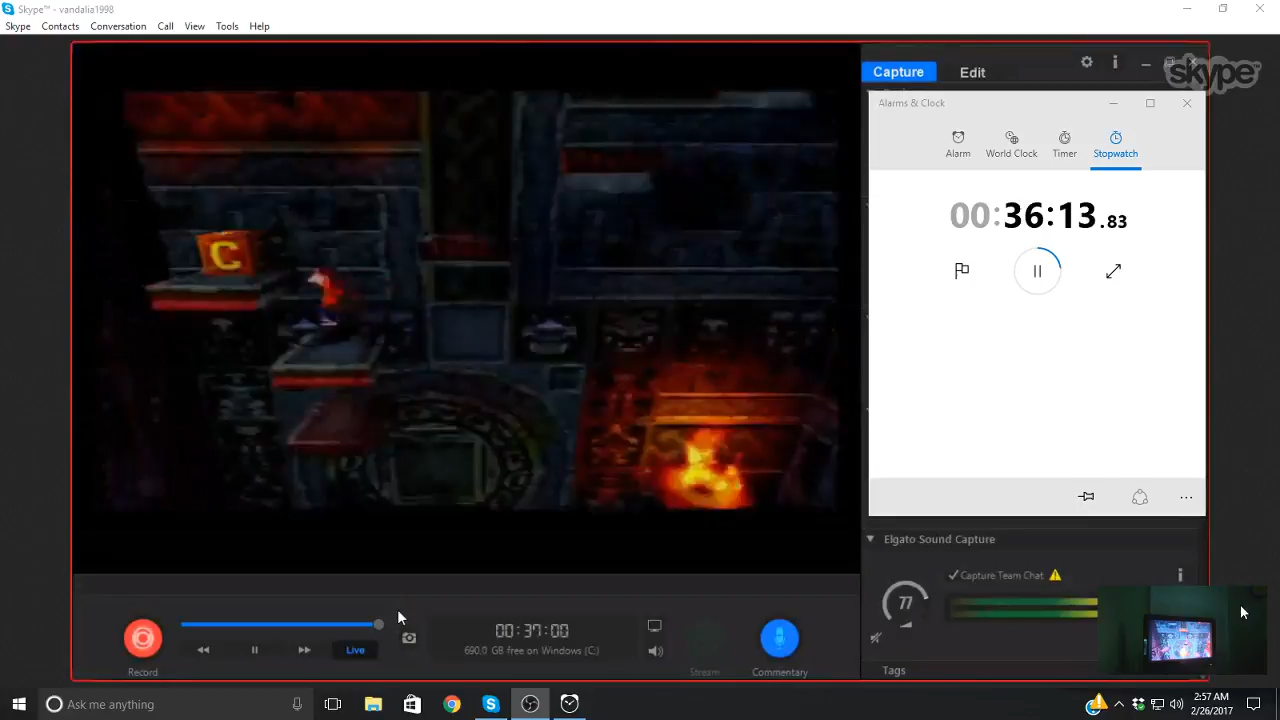 Skype™ - vandalia1998
Skype Contacts Conversation Call View Tools Help
Capture Edit
skype
Alarms & Clock
Alarm World Clock Timer Stopwatch
00:36:13.83
C
Elgato Sound Capture
Capture Team Chat
77
00:37:00
690.0 GB free on Windows (C:)
Live
Record Stream Commentary
Tags
Ask me anything
2:57 AM
2/26/2017